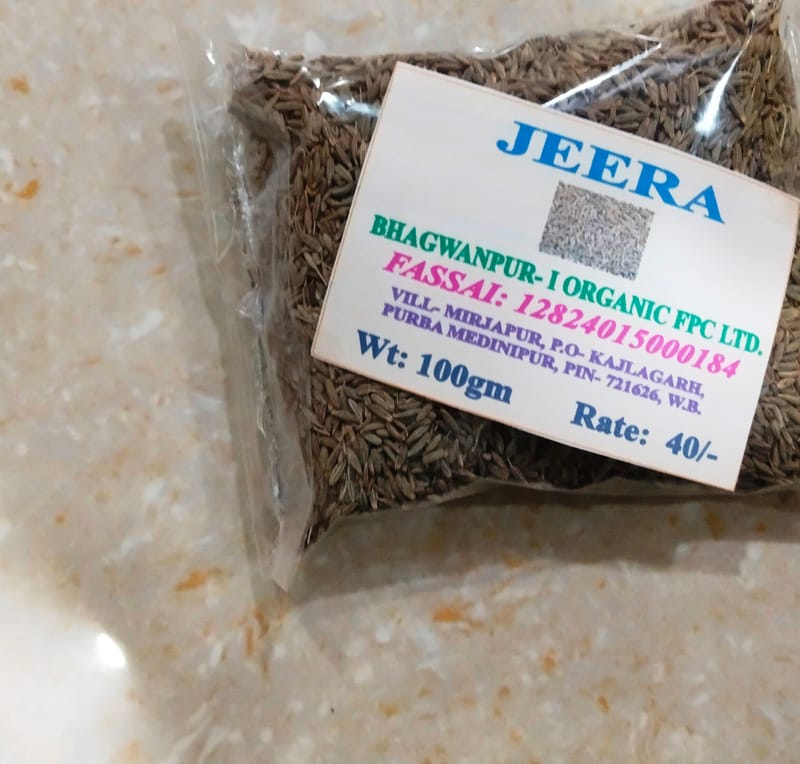 JEERA
BHAGWANPUR- I ORGANIC FPC LTD.
FASSAI: 12824015000184
VILL- MIRJAPUR, P.O- KAJLAGARH,
PURBA MEDINIPUR, PIN- 721626, W.B.
Wt: 100gm
Rate: 40/-